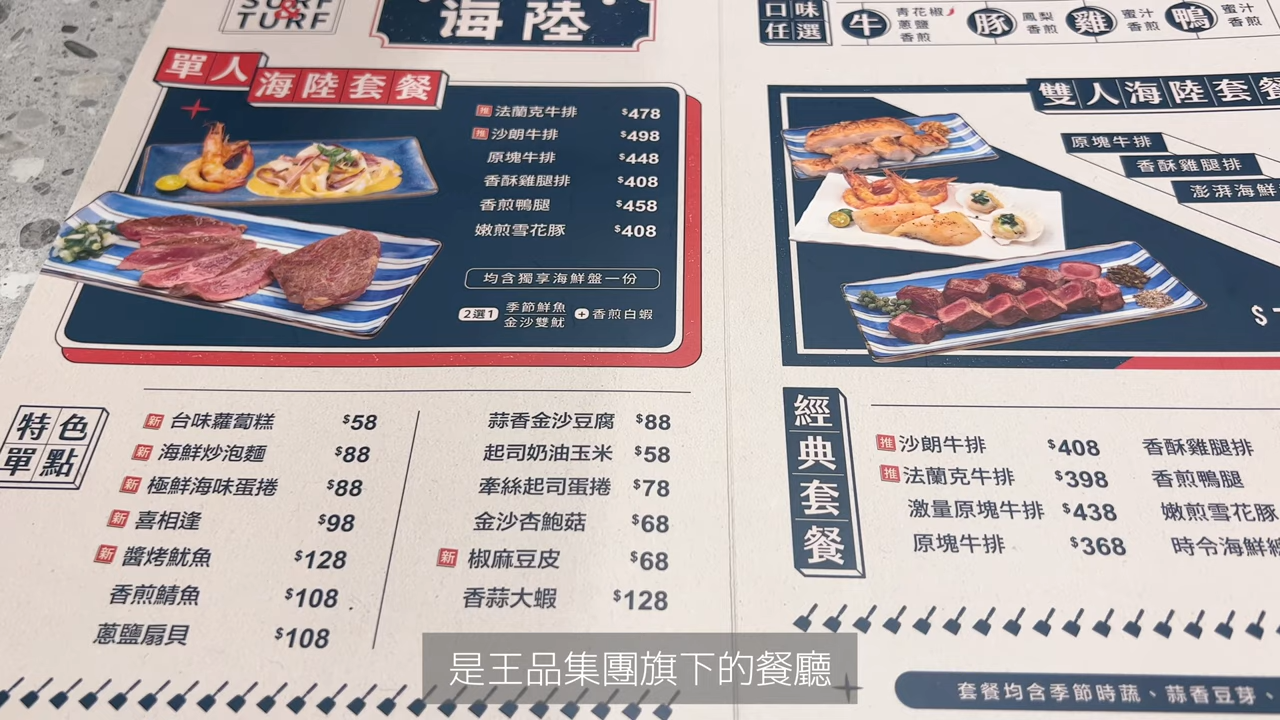 SURF
&
TURF
海陸
單人海陸套餐
推 法蘭克牛排 $478
推 沙朗牛排 $498
原塊牛排 $448
香酥雞腿排 $408
香煎鴨腿 $458
嫩煎雪花豚 $408
均含獨享海鮮盤一份
2選1 季節鮮魚 金沙雙魷 + 香煎白蝦
口味任選
牛 青花椒 蔥鹽 香煎
豚 鳳梨 香煎
雞 蜜汁 香煎
鴨 蜜汁 香煎
雙人海陸套餐
原塊牛排
香酥雞腿排
澎湃海鮮
$
特色單點
新 台味蘿蔔糕 $58
新 海鮮炒泡麵 $88
新 極鮮海味蛋捲 $88
新 喜相逢 $98
新 醬烤魷魚 $128
香煎鯖魚 $108
蔥鹽扇貝 $108
蒜香金沙豆腐 $88
起司奶油玉米 $58
牽絲起司蛋捲 $78
金沙杏鮑菇 $68
新 椒麻豆皮 $68
香蒜大蝦 $128
經典套餐
推 沙朗牛排 $408
推 法蘭克牛排 $398
激量原塊牛排 $438
原塊牛排 $368
香酥雞腿排
香煎鴨腿
嫩煎雪花豚
時令海鮮
套餐均含季節時蔬、蒜香豆芽、
是王品集團旗下的餐廳